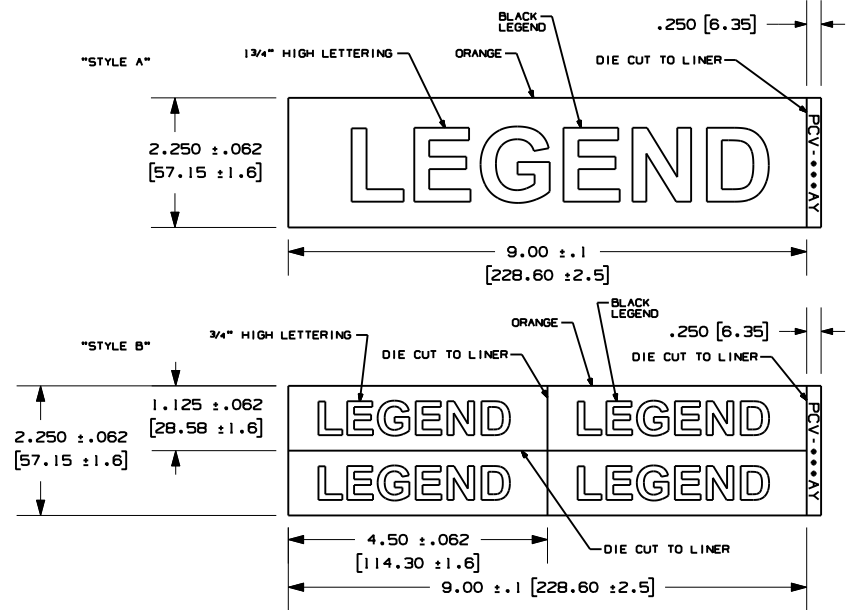 BLACK
LEGEND
.250 [6.35]
"STYLE A"
1 3/4" HIGH LETTERING
ORANGE
DIE CUT TO LINER
2.250 ±.062
[57.15 ±1.6]
LEGEND
PCV-••••AY
9.00 ±.1
[228.60 ±2.5]
BLACK
LEGEND
"STYLE B"
3/4" HIGH LETTERING
ORANGE
.250 [6.35]
DIE CUT TO LINER
DIE CUT TO LINER
2.250 ±.062
[57.15 ±1.6]
1.125 ±.062
[28.58 ±1.6]
LEGEND LEGEND
LEGEND LEGEND
PCV-••••AY
4.50 ±.062
[114.30 ±1.6]
DIE CUT TO LINER
9.00 ±.1 [228.60 ±2.5]